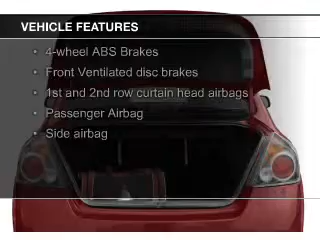 VEHICLE FEATURES
• 4-wheel ABS Brakes
• Front Ventilated disc brakes
• 1st and 2nd row curtain head airbags
• Passenger Airbag
• Side airbag